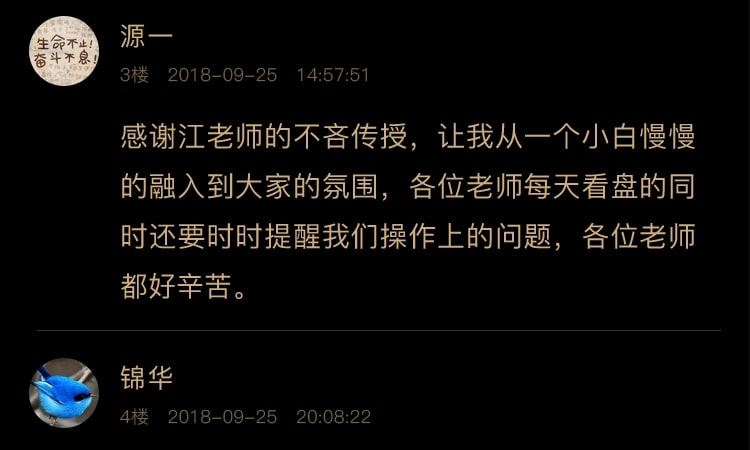 生命不止!
奋斗不息!
源一
3楼 2018-09-25 14:57:51
感谢江老师的不吝传授，让我从一个小白慢慢
的融入到大家的氛围，各位老师每天看盘的同
时还要时时提醒我们操作上的问题，各位老师
都好辛苦。
锦华
4楼 2018-09-25 20:08:22